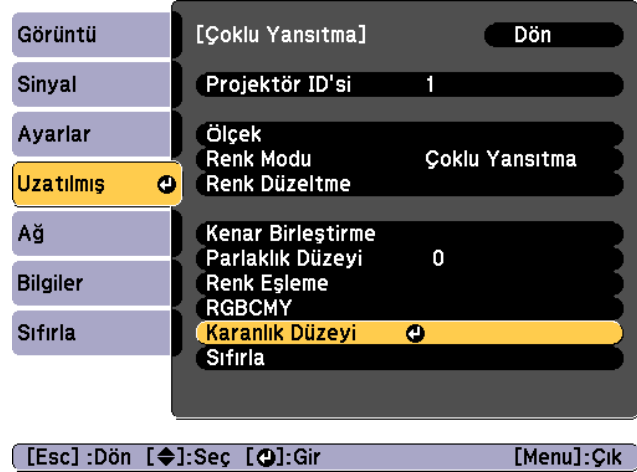 Görüntü
Sinyal
Ayarlar
Uzatılmış
Ağ
Bilgiler
Sıfırla
[Çoklu Yansıtma] Dön
Projektör ID'si 1
Ölçek
Renk Modu Çoklu Yansıtma
Renk Düzeltme
Kenar Birleştirme
Parlaklık Düzeyi 0
Renk Eşleme
RGBCMY
Karanlık Düzeyi
Sıfırla
[Esc] :Dön [◆]:Seç [↵]:Gir [Menu]:Çık